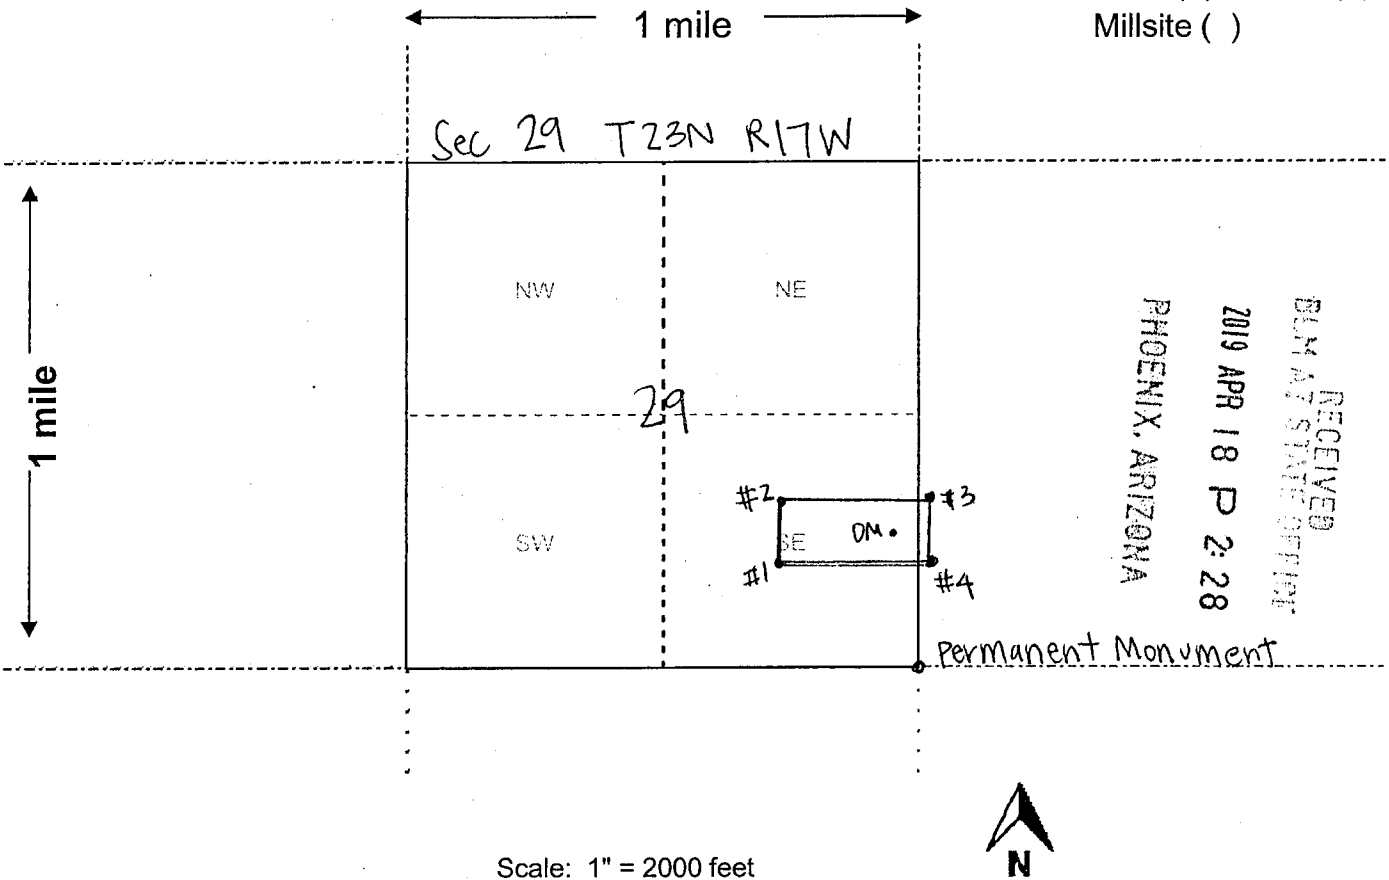 1 mile
Millsite ( )
Sec 29 T23N R17W
NW
NE
1 mile
29
#2
#3
SW
SE
DM
#1
#4
Permanent Monument
RECEIVED
BLM AZ STATE OFFICE
2019 APR 18 P 2:28
PHOENIX, ARIZONA
Scale: 1" = 2000 feet
N